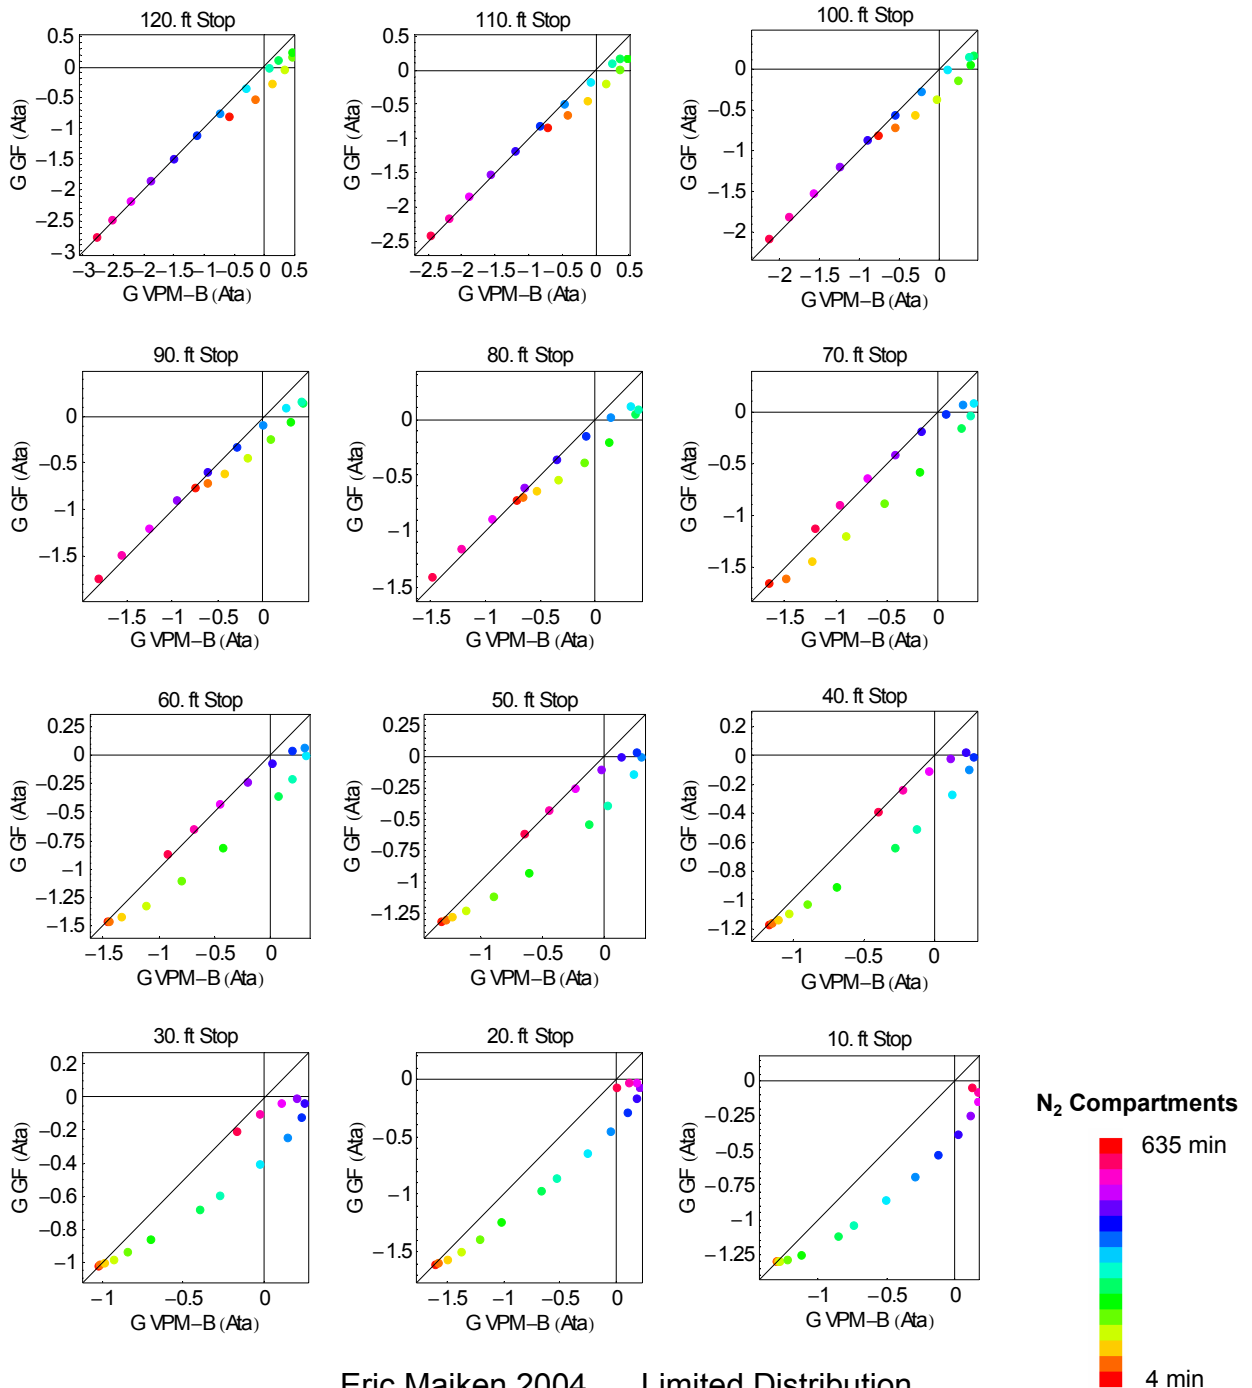 120. ft Stop
0.5
0
−0.5
−1
−1.5
−2
−2.5
−3
G GF (Ata)
−3 −2.5 −2 −1.5 −1 −0.5 0 0.5
G VPM−B (Ata)
110. ft Stop
0.5
0
−0.5
−1
−1.5
−2
−2.5
G GF (Ata)
−2.5 −2 −1.5 −1 −0.5 0 0.5
G VPM−B (Ata)
100. ft Stop
0
−0.5
−1
−1.5
−2
G GF (Ata)
−2 −1.5 −1 −0.5 0
G VPM−B (Ata)
90. ft Stop
0
−0.5
−1
−1.5
G GF (Ata)
−1.5 −1 −0.5 0
G VPM−B (Ata)
80. ft Stop
0
−0.5
−1
−1.5
G GF (Ata)
−1.5 −1 −0.5 0
G VPM−B (Ata)
70. ft Stop
0
−0.5
−1
−1.5
G GF (Ata)
−1.5 −1 −0.5 0
G VPM−B (Ata)
60. ft Stop
0.25
0
−0.25
−0.5
−0.75
−1
−1.25
−1.5
G GF (Ata)
−1.5 −1 −0.5 0
G VPM−B (Ata)
50. ft Stop
0.25
0
−0.25
−0.5
−0.75
−1
−1.25
G GF (Ata)
−1 −0.5 0
G VPM−B (Ata)
40. ft Stop
0.2
0
−0.2
−0.4
−0.6
−0.8
−1
−1.2
G GF (Ata)
−1 −0.5 0
G VPM−B (Ata)
30. ft Stop
0.2
0
−0.2
−0.4
−0.6
−0.8
−1
G GF (Ata)
−1 −0.5 0
G VPM−B (Ata)
20. ft Stop
0
−0.5
−1
−1.5
G GF (Ata)
−1.5 −1 −0.5 0
G VPM−B (Ata)
10. ft Stop
0
−0.25
−0.5
−0.75
−1
−1.25
G GF (Ata)
−1 −0.5 0
G VPM−B (Ata)
N₂ Compartments
635 min
4 min
Eric Maiken 2004 Limited Distribution